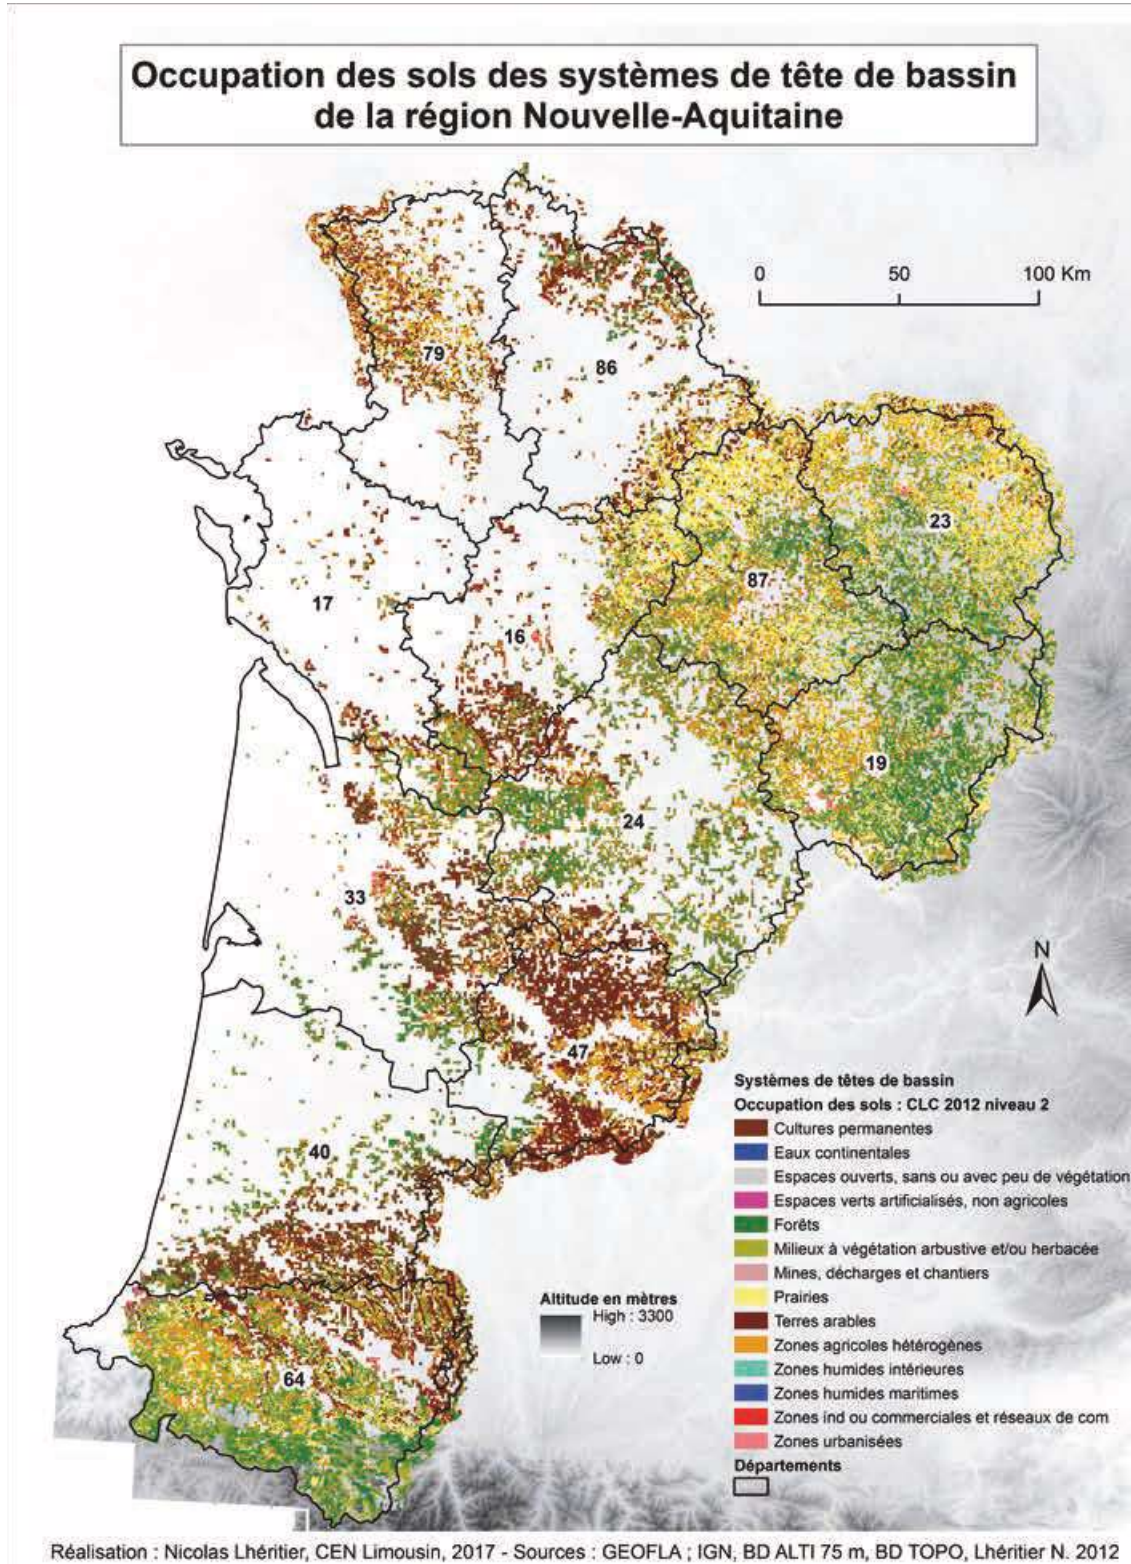 Occupation des sols des systèmes de tête de bassin
de la région Nouvelle-Aquitaine
0 50 100 Km
79
86
23
87
17
16
19
24
33
N
47
40
64
Systèmes de têtes de bassin
Occupation des sols : CLC 2012 niveau 2
Cultures permanentes
Eaux continentales
Espaces ouverts, sans ou avec peu de végétation
Espaces verts artificialisés, non agricoles
Forêts
Milieux à végétation arbustive et/ou herbacée
Mines, décharges et chantiers
Prairies
Terres arables
Zones agricoles hétérogènes
Zones humides intérieures
Zones humides maritimes
Zones ind ou commerciales et réseaux de com
Zones urbanisées
Départements
Altitude en mètres
High : 3300
Low : 0
Réalisation : Nicolas Lhéritier, CEN Limousin, 2017 - Sources : GEOFLA ; IGN, BD ALTI 75 m, BD TOPO, Lhéritier N. 2012